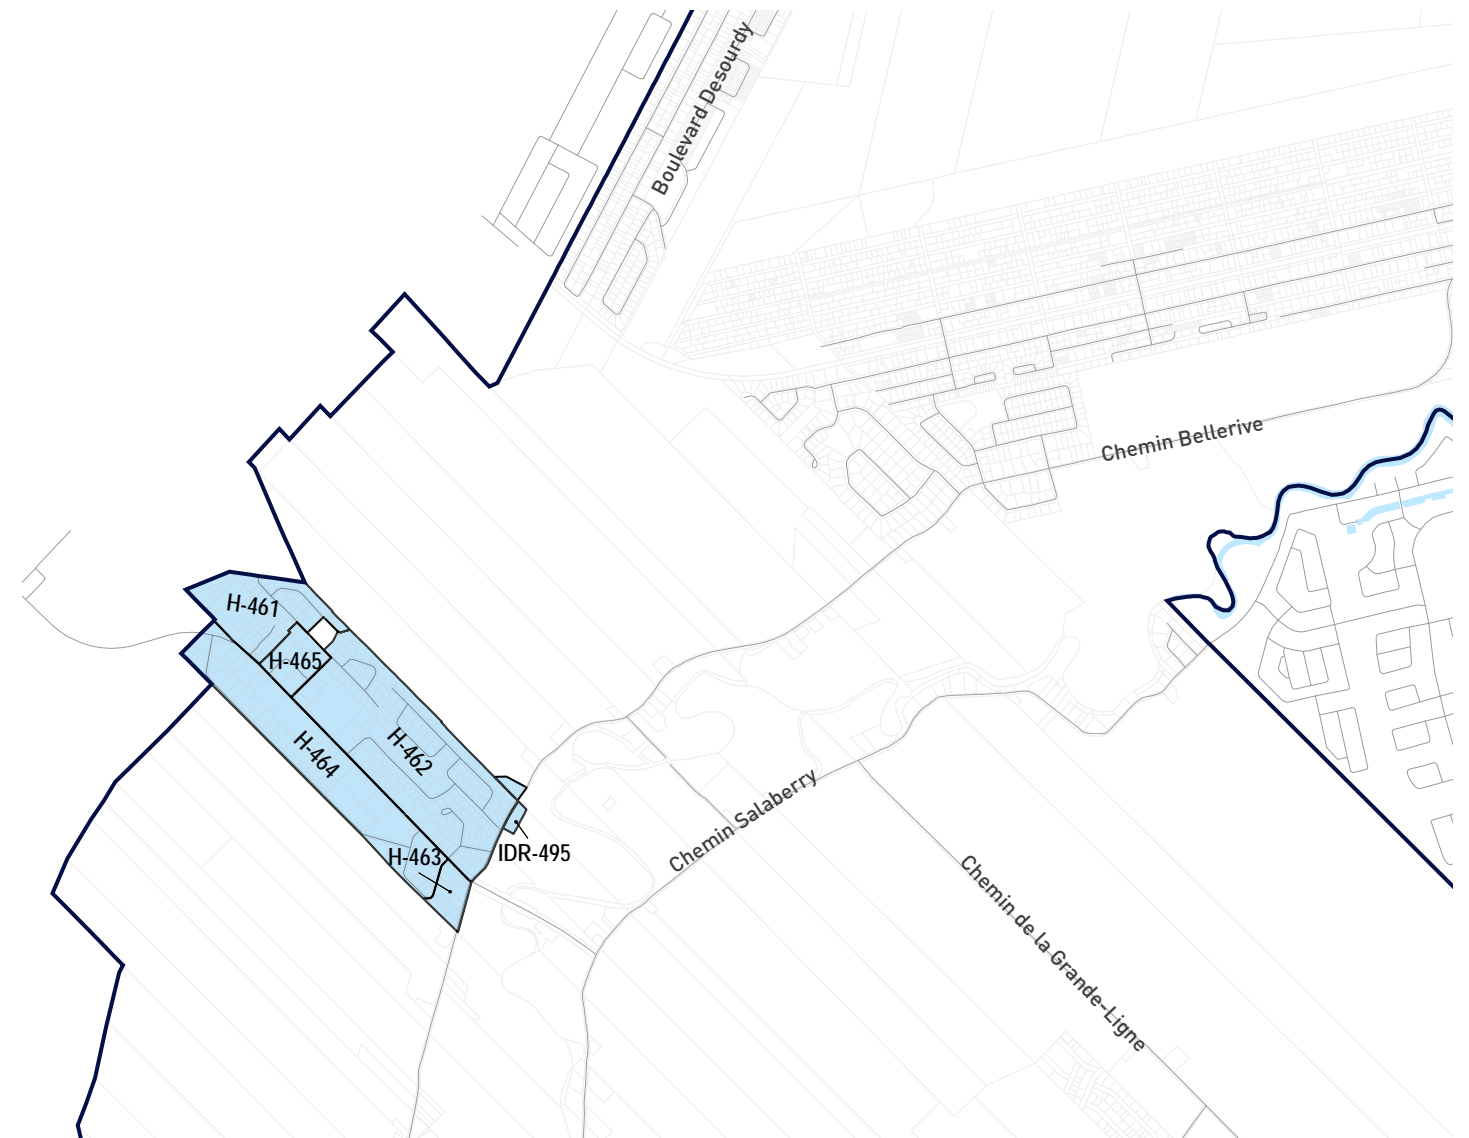 Boulevard Desourdy
Chemin Bellerive
H-461
H-465
H-462
H-464
Chemin Salaberry
IDR-495
H-463
Chemin de la Grande-Ligne